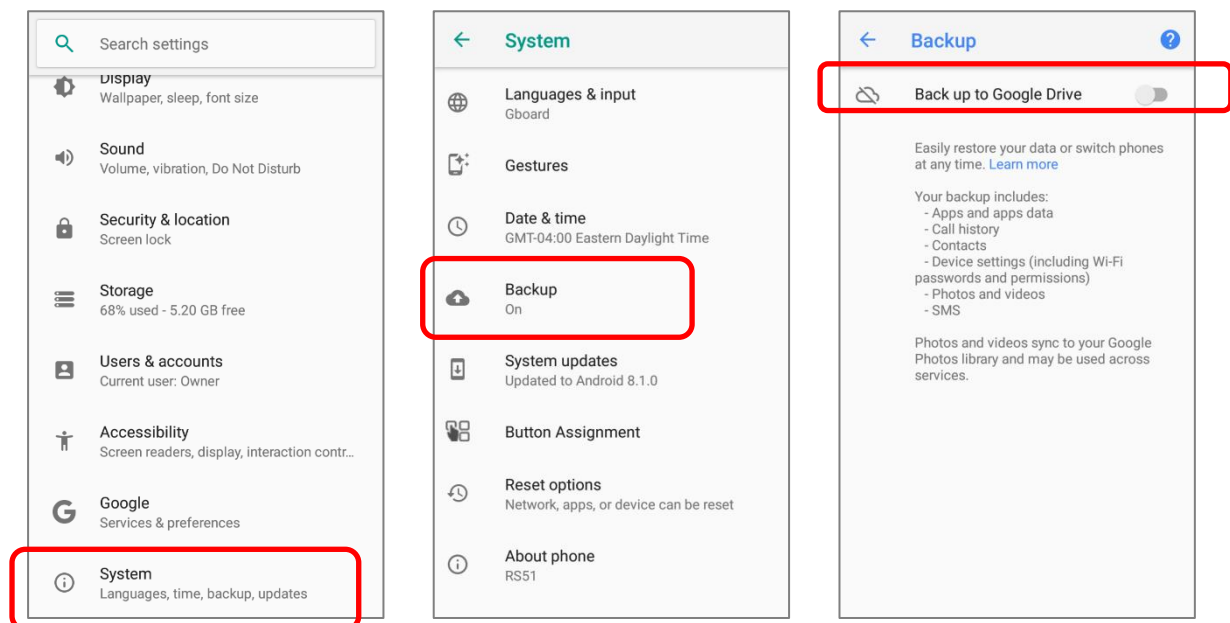 Search settings
Display
Wallpaper, sleep, font size
Sound
Volume, vibration, Do Not Disturb
Security & location
Screen lock
Storage
68% used - 5.20 GB free
Users & accounts
Current user: Owner
Accessibility
Screen readers, display, interaction contr...
Google
Services & preferences
System
Languages, time, backup, updates
System
Languages & input
Gboard
Gestures
Date & time
GMT-04:00 Eastern Daylight Time
Backup
On
System updates
Updated to Android 8.1.0
Button Assignment
Reset options
Network, apps, or device can be reset
About phone
RS51
Backup
Back up to Google Drive
Easily restore your data or switch phones
at any time. Learn more
Your backup includes:
- Apps and apps data
- Call history
- Contacts
- Device settings (including Wi-Fi
passwords and permissions)
- Photos and videos
- SMS
Photos and videos sync to your Google
Photos library and may be used across
services.